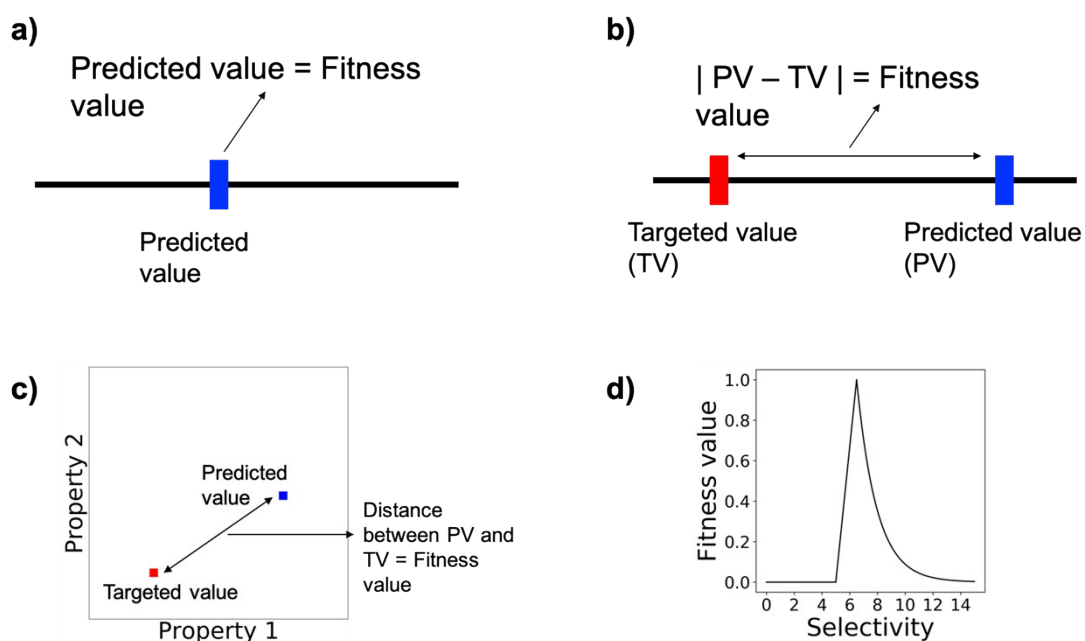 a)
Predicted value = Fitness
value
Predicted
value
b)
| PV – TV | = Fitness
value
Targeted value
(TV)
Predicted value
(PV)
c)
Property 2
Predicted
value
Targeted value
Distance
between PV and
TV = Fitness
value
Property 1
d)
Fitness value
1.0
0.8
0.6
0.4
0.2
0.0
0 2 4 6 8 10 12 14
Selectivity